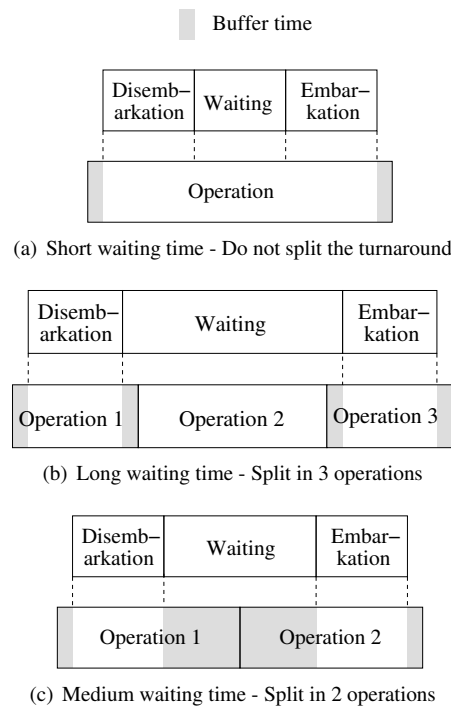 Buffer time
Disemb-
arkation
Waiting
Embar-
kation
Operation
(a) Short waiting time - Do not split the turnaround
Disemb-
arkation
Waiting
Embar-
kation
Operation 1
Operation 2
Operation 3
(b) Long waiting time - Split in 3 operations
Disemb-
arkation
Waiting
Embar-
kation
Operation 1
Operation 2
(c) Medium waiting time - Split in 2 operations